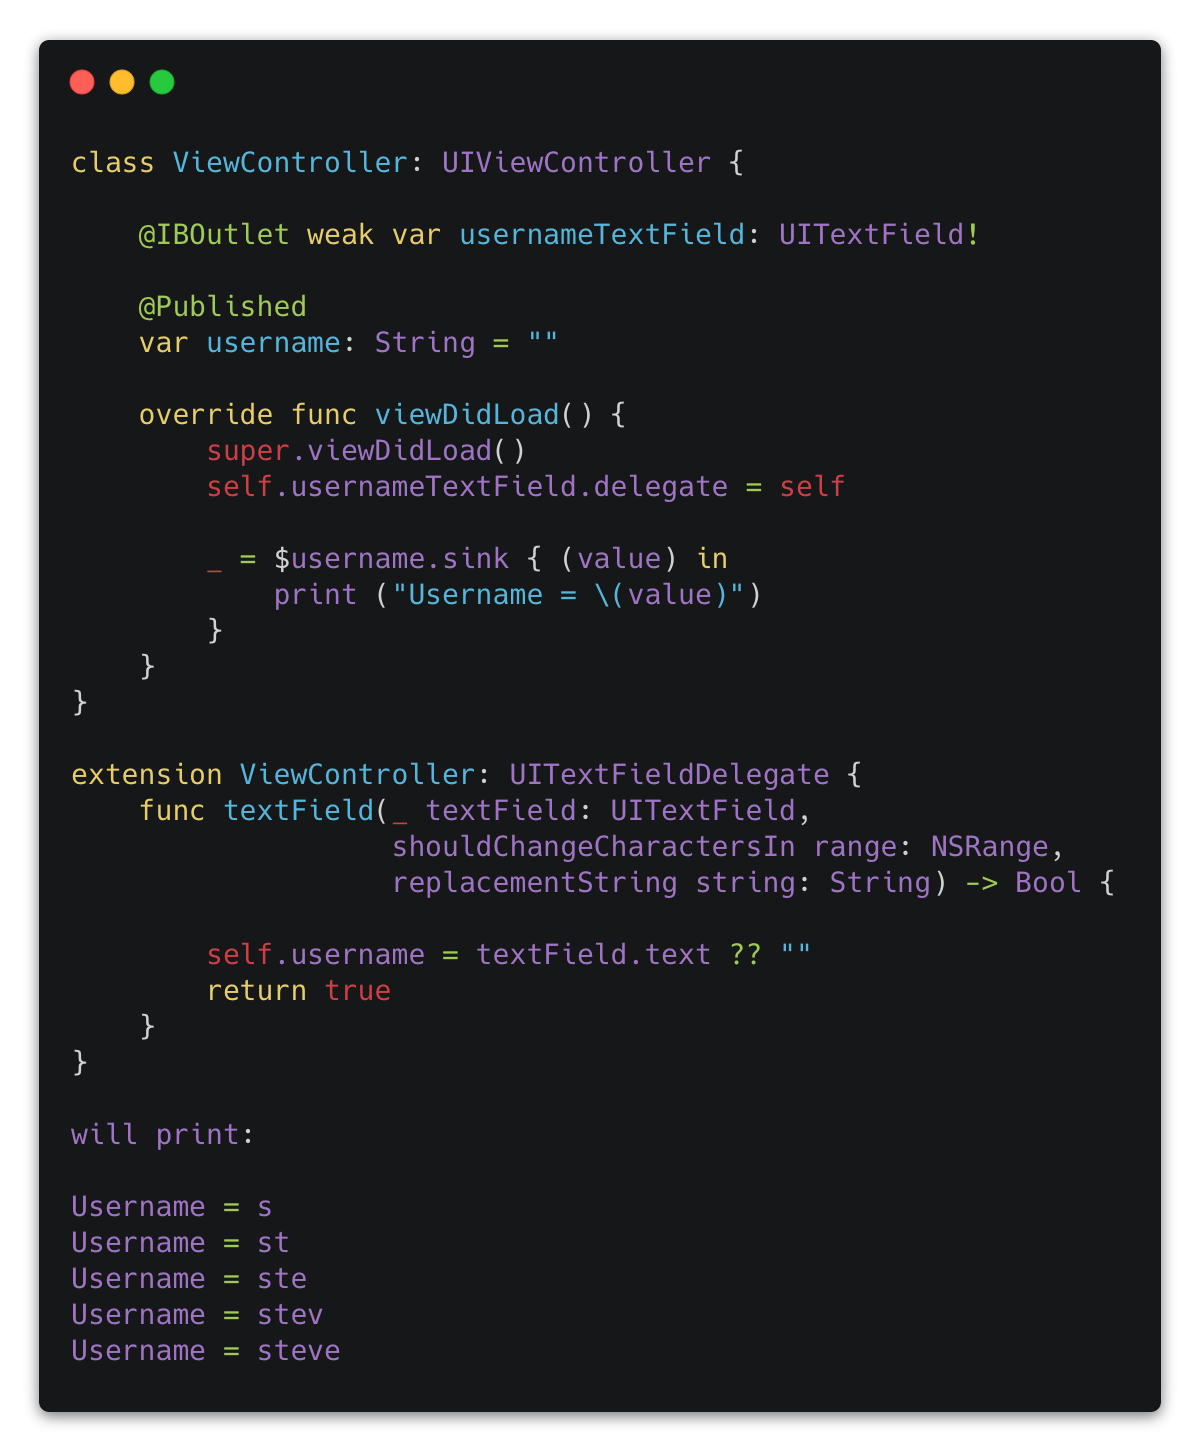 class ViewController: UIViewController {
    @IBOutlet weak var usernameTextField: UITextField!
    @Published
    var username: String = ""
    override func viewDidLoad() {
        super.viewDidLoad()
        self.usernameTextField.delegate = self
        _ = $username.sink { (value) in
            print ("Username = \(value)")
        }
    }
}
extension ViewController: UITextFieldDelegate {
    func textField(_ textField: UITextField,
                   shouldChangeCharactersIn range: NSRange,
                   replacementString string: String) -> Bool {
        self.username = textField.text ?? ""
        return true
    }
}
will print:
Username = s
Username = st
Username = ste
Username = stev
Username = steve